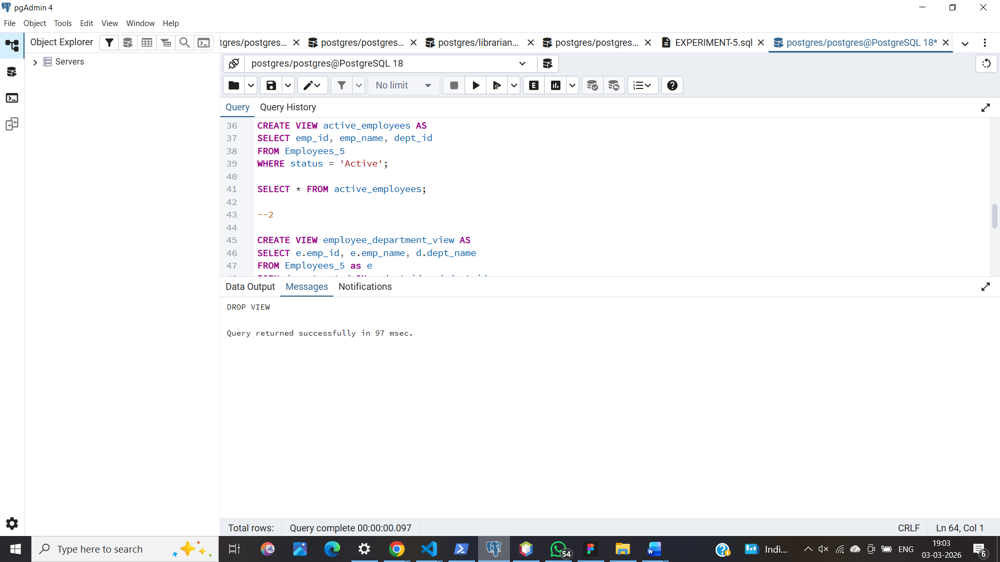 pgAdmin 4
File Object Tools Edit View Window Help
Object Explorer
tgres/postgres... postgres/postgres... postgres/librarian... postgres/postgres... EXPERIMENT-5.sql postgres/postgres@PostgreSQL 18*
Servers
postgres/postgres@PostgreSQL 18
No limit
E
Query Query History
36 CREATE VIEW active_employees AS
37 SELECT emp_id, emp_name, dept_id
38 FROM Employees_5
39 WHERE status = 'Active';
40
41 SELECT * FROM active_employees;
42
43 --2
44
45 CREATE VIEW employee_department_view AS
46 SELECT e.emp_id, e.emp_name, d.dept_name
47 FROM Employees_5 as e
Data Output Messages Notifications
DROP VIEW
Query returned successfully in 97 msec.
Total rows: Query complete 00:00:00.097 CRLF Ln 64, Col 1
Type here to search
54
W
Indi...
ENG
19:03
03-03-2026
6